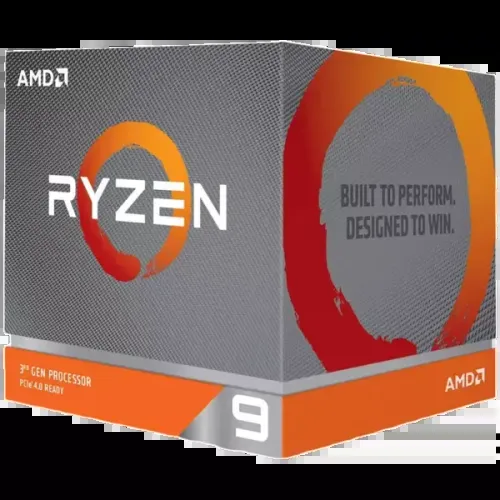 AMD
RYZEN
3RD GEN PROCESSOR
PCIe 4.0 READY
9
BUILT TO PERFORM.
DESIGNED TO WIN.
AMD